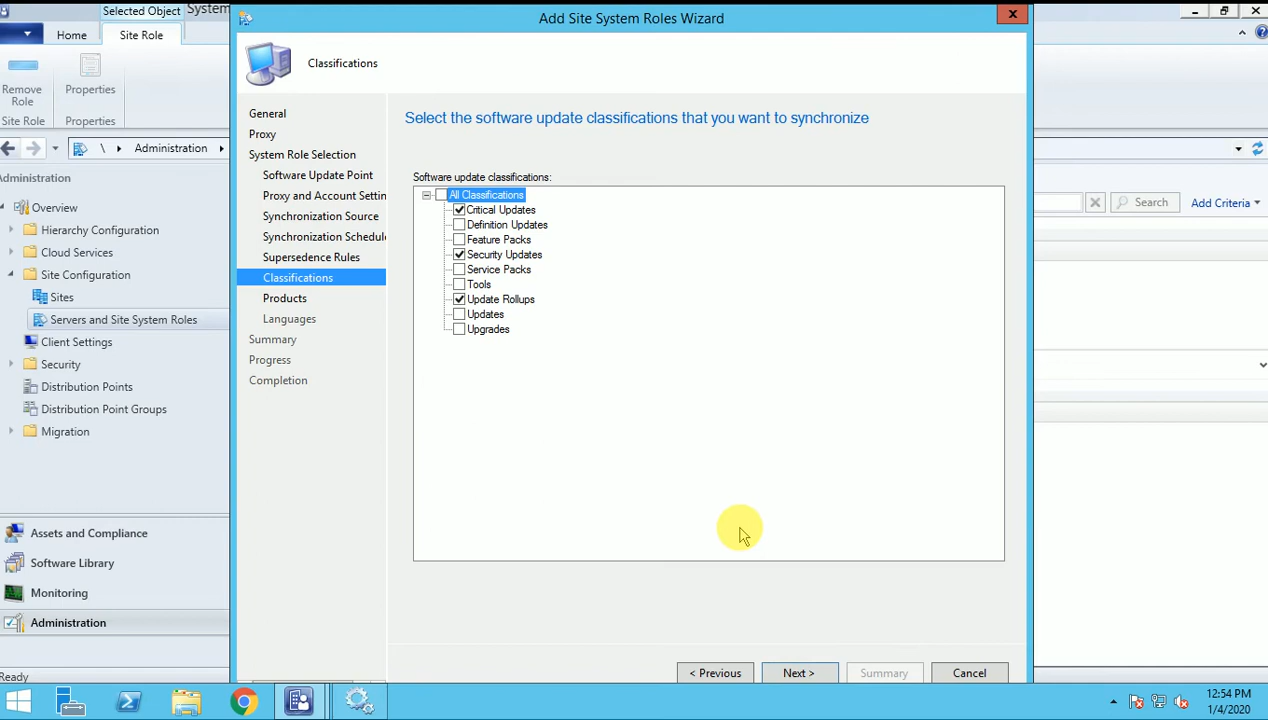 Selected Object
System
Add Site System Roles Wizard
Home
Site Role
Remove
Role
Properties
Site Role
Properties
\ Administration
Administration
Overview
Hierarchy Configuration
Cloud Services
Site Configuration
Sites
Servers and Site System Roles
Client Settings
Security
Distribution Points
Distribution Point Groups
Migration
Assets and Compliance
Software Library
Monitoring
Administration
Ready
Classifications
General
Proxy
System Role Selection
Software Update Point
Proxy and Account Settin
Synchronization Source
Synchronization Schedule
Supersedence Rules
Classifications
Products
Languages
Summary
Progress
Completion
Select the software update classifications that you want to synchronize
Software update classifications:
All Classifications
Critical Updates
Definition Updates
Feature Packs
Security Updates
Service Packs
Tools
Update Rollups
Updates
Upgrades
< Previous
Next >
Summary
Cancel
Search
Add Criteria
12:54 PM
1/4/2020